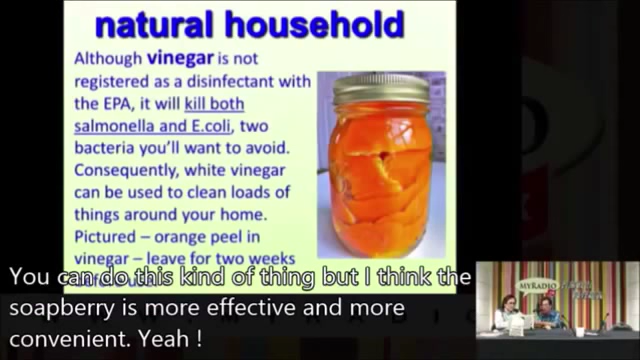 natural household
Although vinegar is not
registered as a disinfectant with
the EPA, it will kill both
salmonella and E.coli, two
bacteria you'll want to avoid.
Consequently, white vinegar
can be used to clean loads of
things around your home.
Pictured – orange peel in
vinegar – leave for two weeks
You can do this kind of thing but I think the
soapberry is more effective and more
convenient. Yeah !
MYRADIO